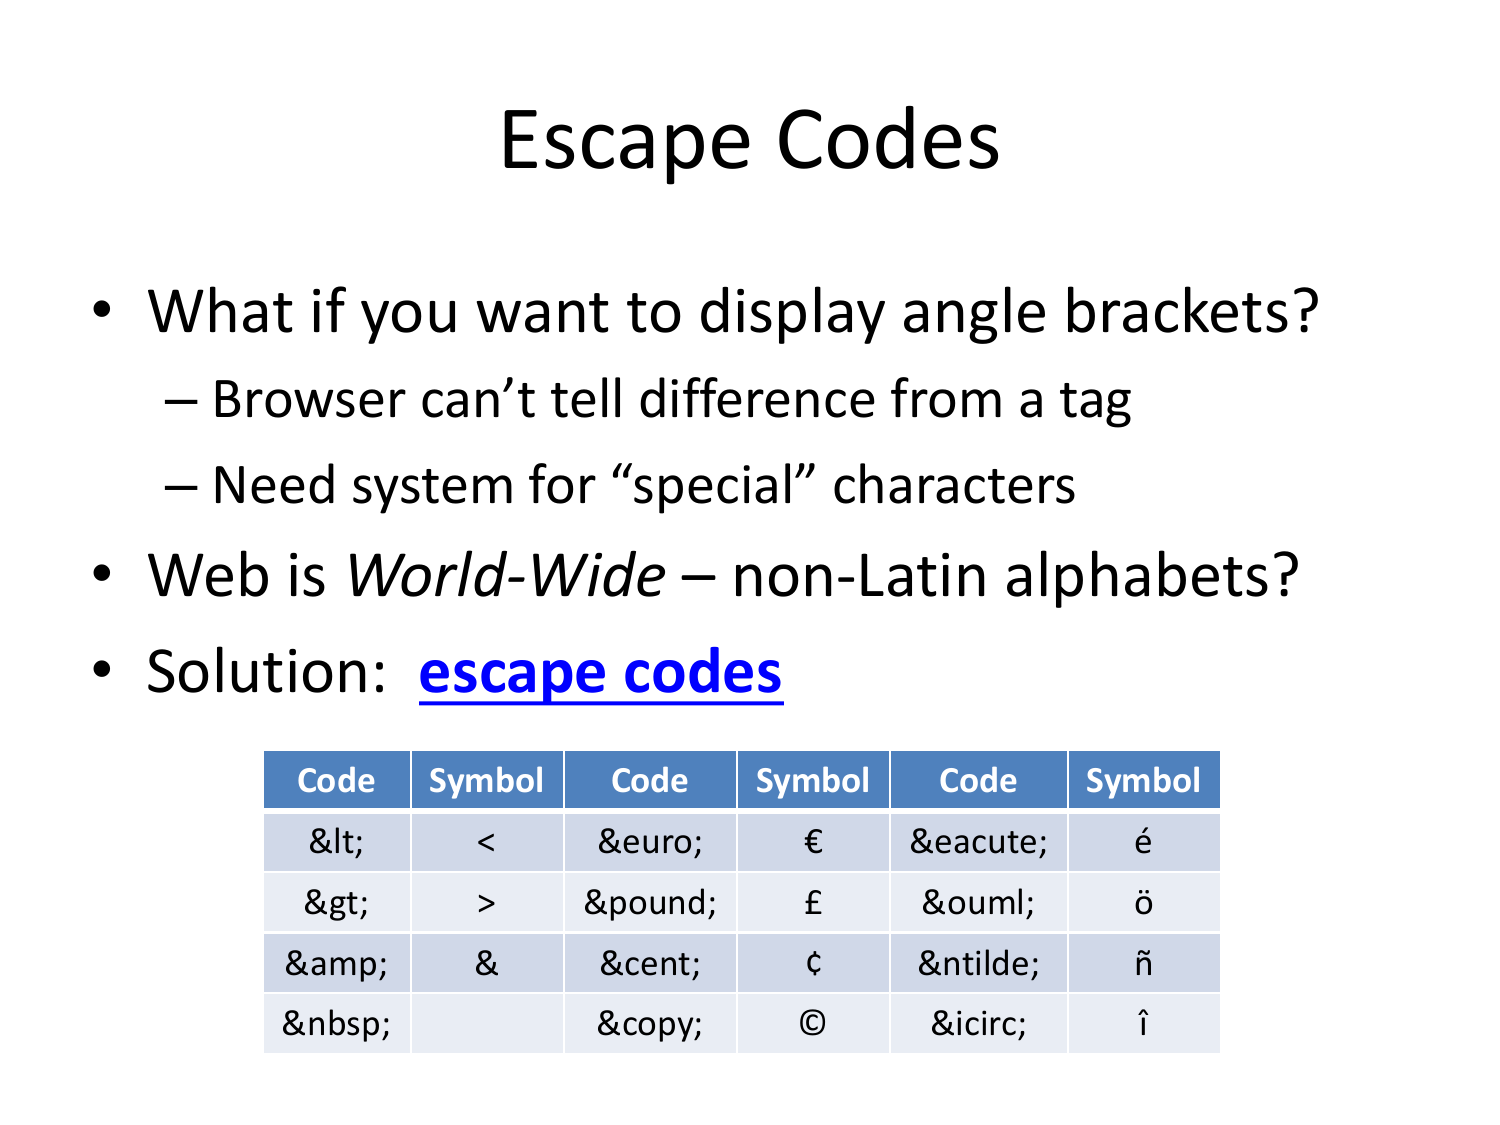 Escape Codes
• What if you want to display angle brackets?
– Browser can’t tell difference from a tag
– Need system for “special” characters
• Web is World-Wide – non-Latin alphabets?
• Solution: escape codes
Code Symbol Code Symbol Code Symbol
&lt; < &euro; € &eacute; é
&gt; > &pound; £ &ouml; ö
&amp; & &cent; ¢ &ntilde; ñ
&nbsp; &copy; © &icirc; î